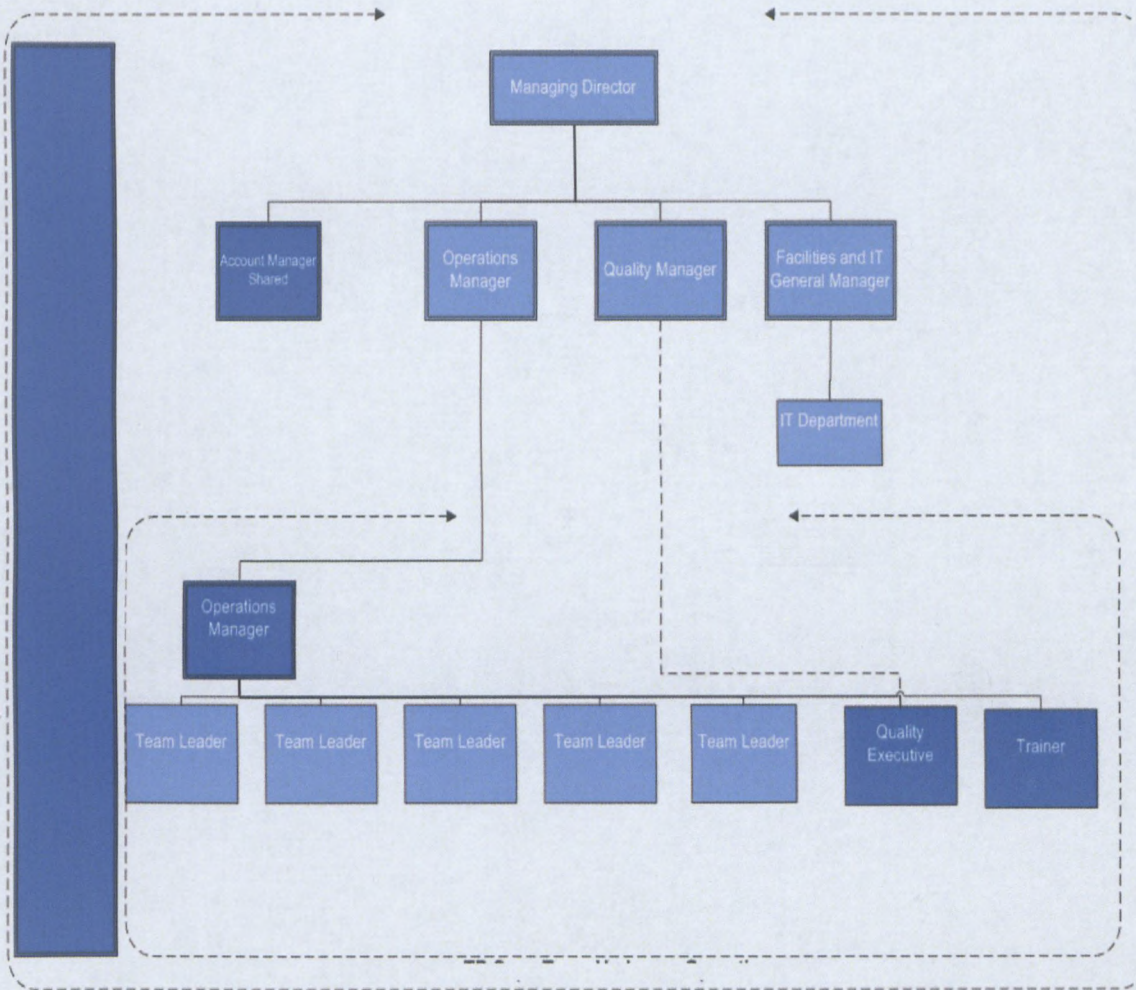 Managing Director
Account Manager
Shared
Operations
Manager
Quality Manager
Facilities and IT
General Manager
IT Department
Operations
Manager
Team Leader
Team Leader
Team Leader
Team Leader
Team Leader
Quality
Executive
Trainer